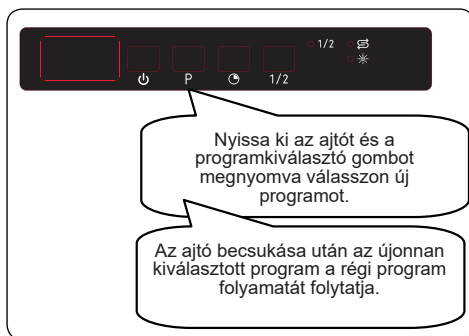 1/2
P 1/2
Nyissa ki az ajtót és a
programkiválasztó gombot
megnyomva válasszon új
programot.
Az ajtó becsukása után az újonnan
kiválasztott program a régi program
folyamatát folytatja.